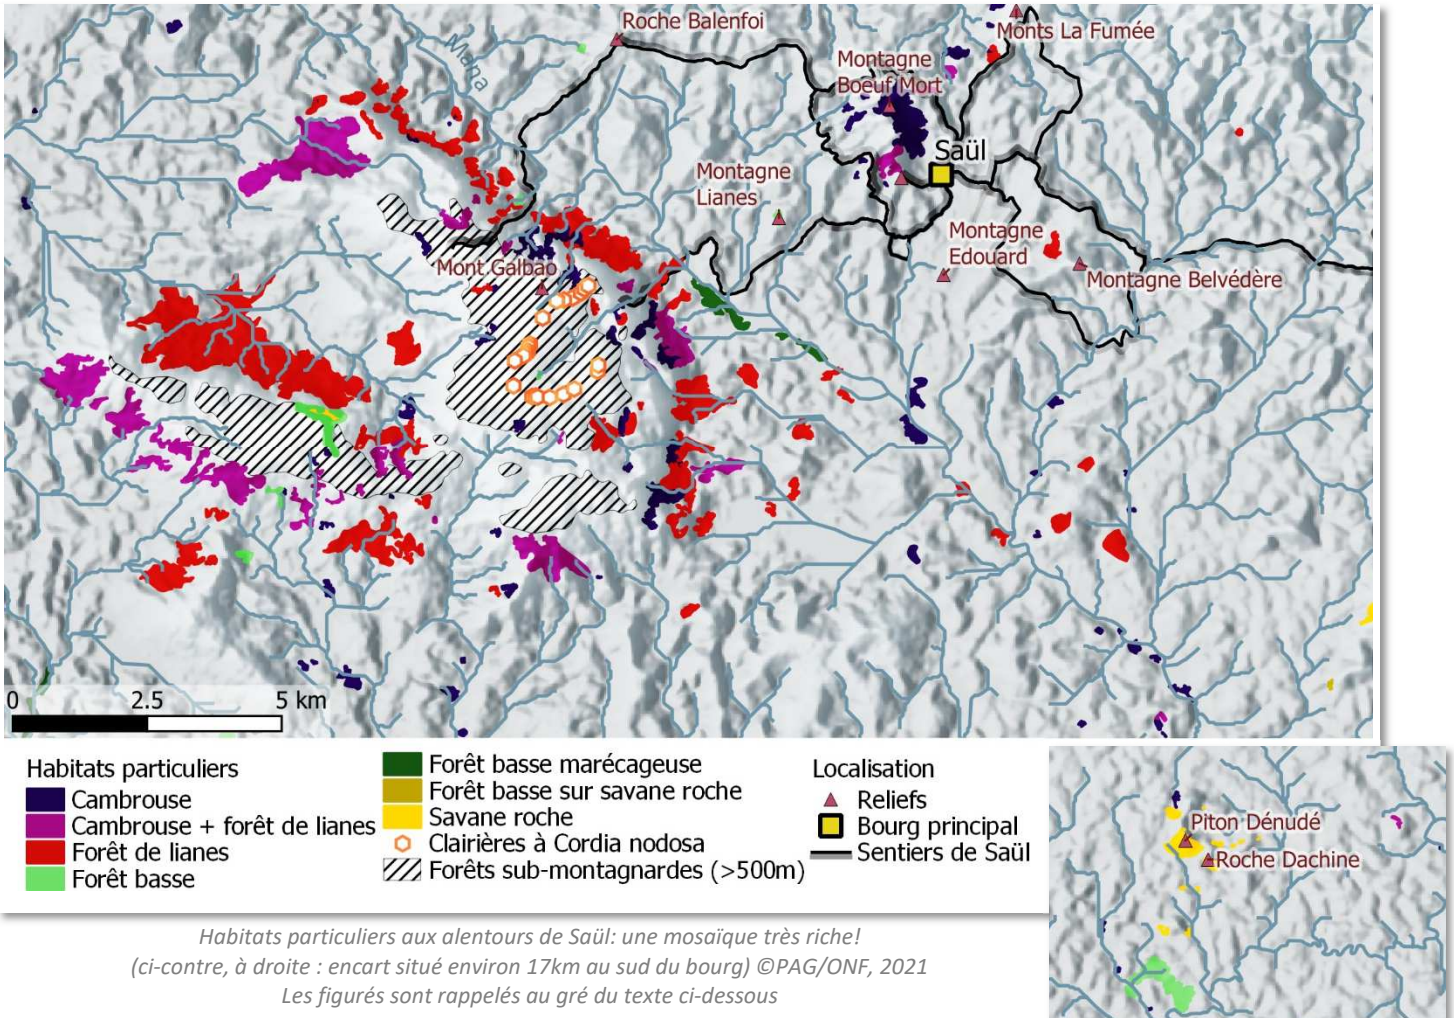 Roche Balenfoi
Monts La Fumée
Mana
Montagne
Boeuf Mort
Saül
Montagne
Lianes
Montagne
Edouard
Mont Galbao
Montagne Belvédère
0 2.5 5 km
Habitats particuliers
Cambrouse
Cambrouse + forêt de lianes
Forêt de lianes
Forêt basse
Forêt basse marécageuse
Forêt basse sur savane roche
Savane roche
Clairières à Cordia nodosa
Forêts sub-montagnardes (>500m)
Localisation
Reliefs
Bourg principal
Sentiers de Saül
Piton Dénudé
Roche Dachine
Habitats particuliers aux alentours de Saül: une mosaïque très riche!
(ci-contre, à droite : encart situé environ 17km au sud du bourg) ©PAG/ONF, 2021
Les figurés sont rappelés au gré du texte ci-dessous